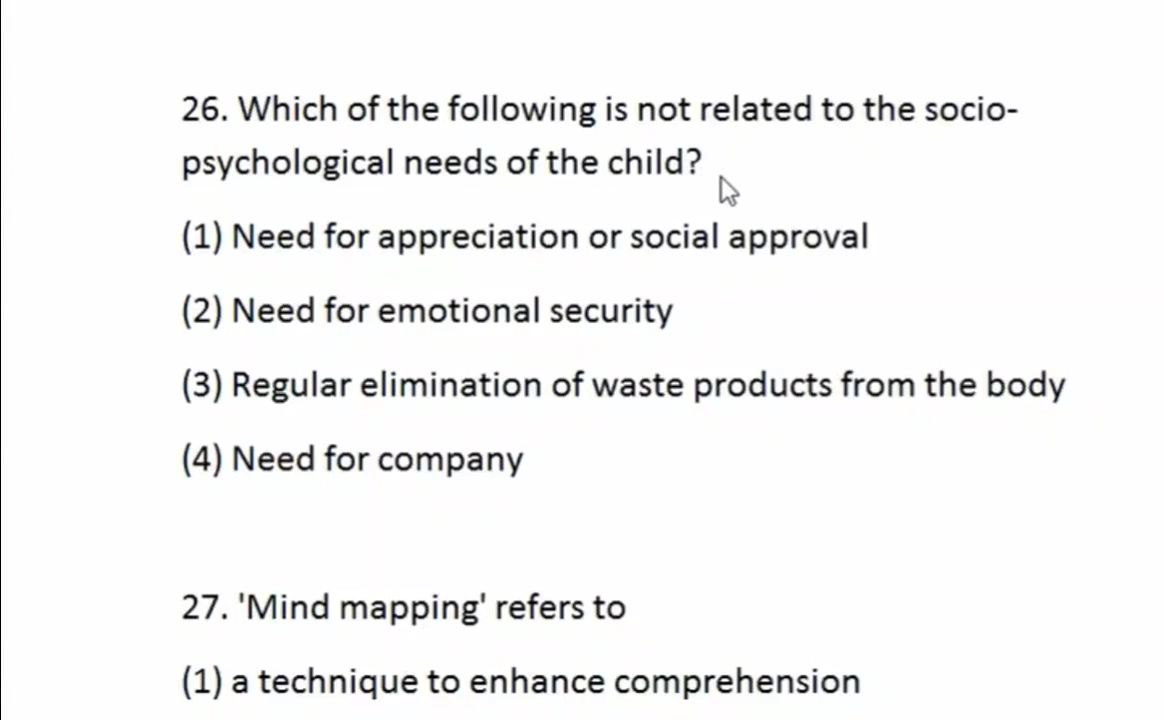 26. Which of the following is not related to the socio-
psychological needs of the child?
(1) Need for appreciation or social approval
(2) Need for emotional security
(3) Regular elimination of waste products from the body
(4) Need for company
27. 'Mind mapping' refers to
(1) a technique to enhance comprehension